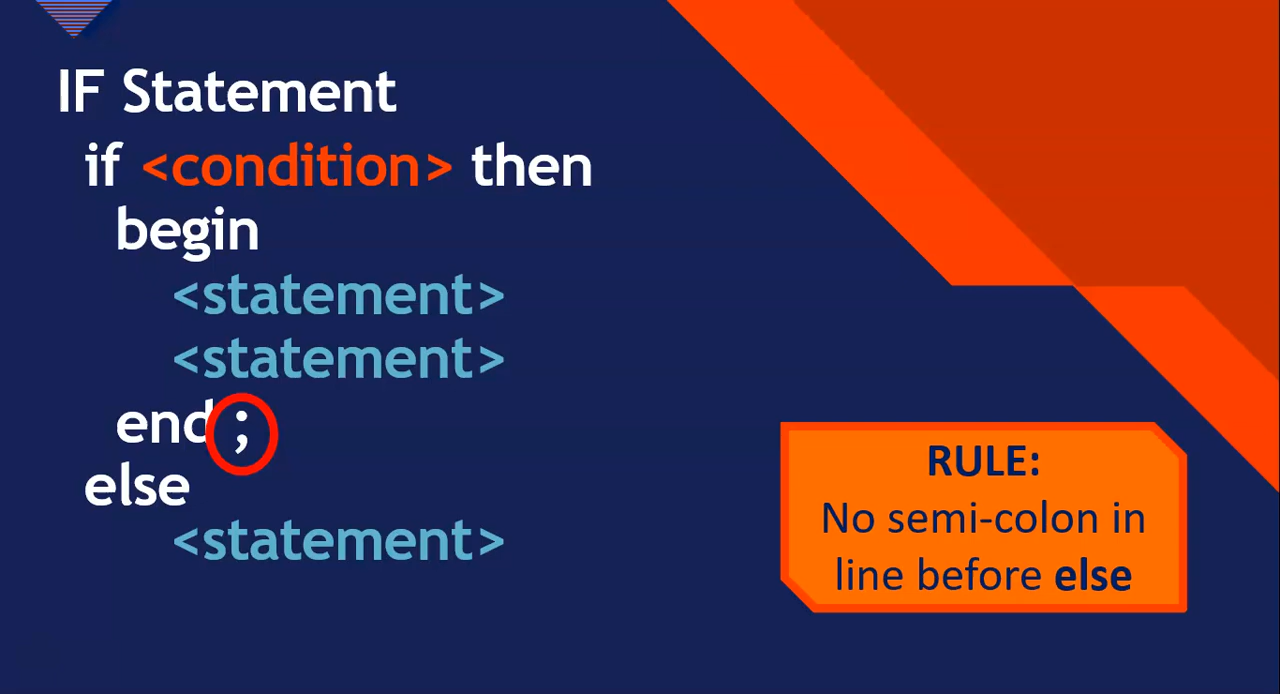 IF Statement
if <condition> then
begin
<statement>
<statement>
end ;
else
<statement>
RULE:
No semi-colon in
line before else